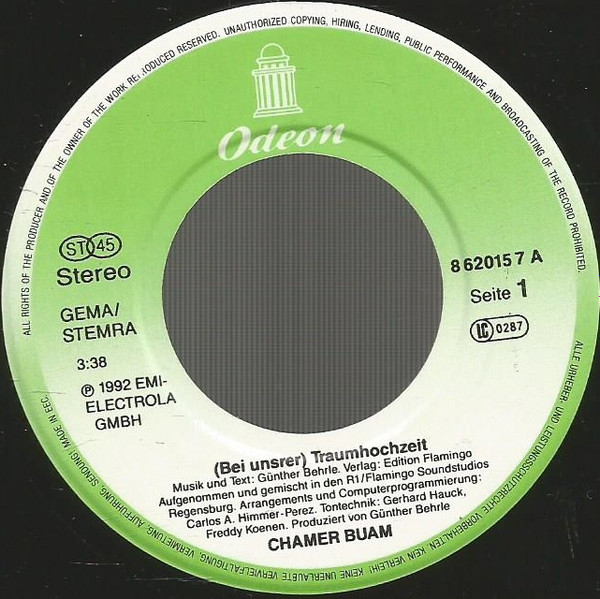 ALL RIGHTS OF THE PRODUCER AND OF THE OWNER OF THE WORK REPRODUCED RESERVED. UNAUTHORIZED COPYING, HIRING, LENDING, PUBLIC PERFORMANCE AND BROADCASTING OF THE RECORD PROHIBITED.
Odeon
ST 45
Stereo
GEMA/
STEMRA
3:38
℗ 1992 EMI-
ELECTROLA
GMBH
8 62015 7 A
Seite 1
LC 0287
(Bei unsrer) Traumhochzeit
Musik und Text: Günther Behrle. Verlag: Edition Flamingo
Aufgenommen und gemischt in den R1/Flamingo Soundstudios
Regensburg. Arrangements und Computerprogrammierung:
Carlos A. Himmer-Perez. Tontechnik: Gerhard Hauck,
Freddy Koenen. Produziert von Günther Behrle
CHAMER BUAM
ALLE URHEBER- UND LEISTUNGSSCHUTZRECHTE VORBEHALTEN. KEIN VERLEIH! KEINE UNERLAUBTE VERVIELFÄLTIGUNG, VERMIETUNG, AUFFÜHRUNG, SENDUNG! MADE IN EEC.